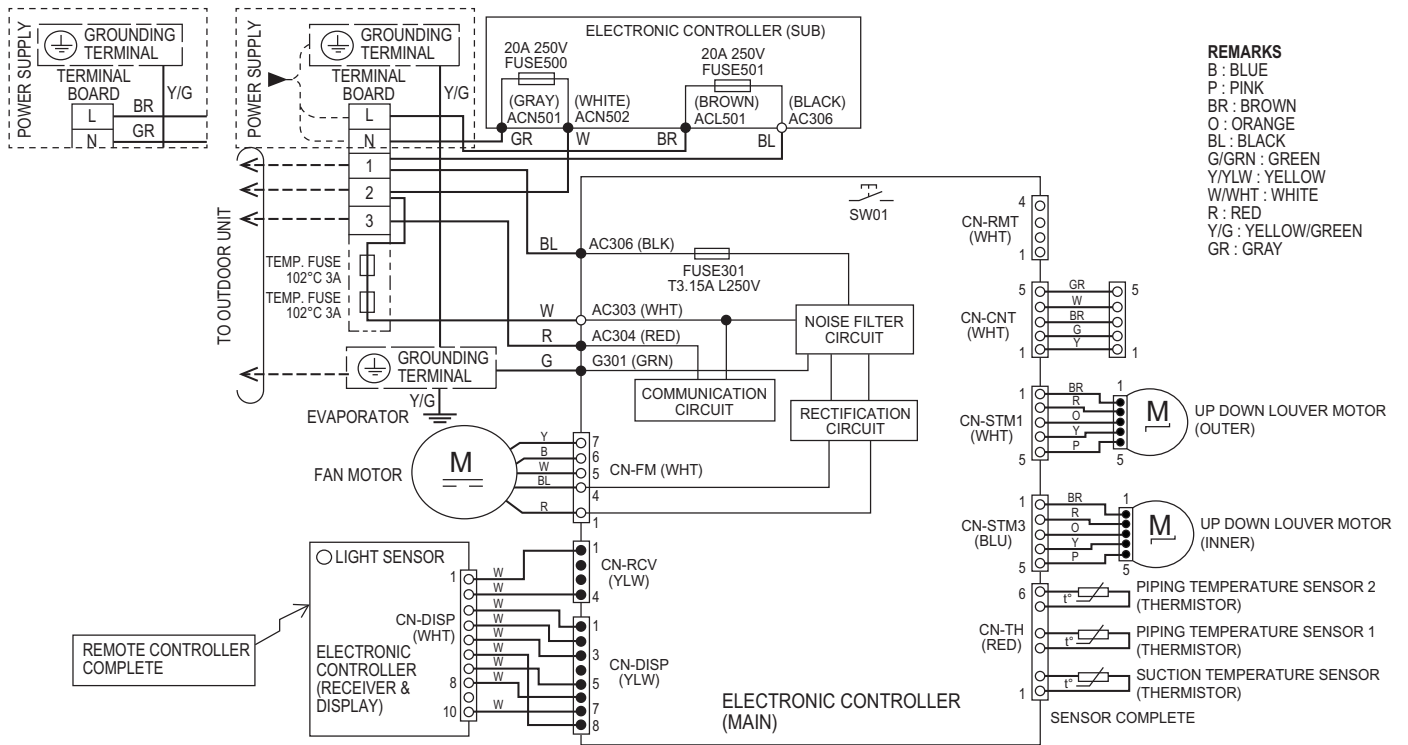 POWER SUPPLY
GROUNDING
TERMINAL
TERMINAL
BOARD
Y/G
L
BR
N
GR
POWER SUPPLY
GROUNDING
TERMINAL
TERMINAL
BOARD
Y/G
L
N
1
2
3
TO OUTDOOR UNIT
TEMP. FUSE
102°C 3A
TEMP. FUSE
102°C 3A
GROUNDING
TERMINAL
Y/G
EVAPORATOR
ELECTRONIC CONTROLLER (SUB)
20A 250V
FUSE500
20A 250V
FUSE501
(GRAY)
ACN501
(WHITE)
ACN502
(BROWN)
ACL501
(BLACK)
AC306
GR
W
BR
BL
REMARKS
B : BLUE
P : PINK
BR : BROWN
O : ORANGE
BL : BLACK
G/GRN : GREEN
Y/YLW : YELLOW
W/WHT : WHITE
R : RED
Y/G : YELLOW/GREEN
GR : GRAY
SW01
BL
AC306 (BLK)
FUSE301
T3.15A L250V
W
AC303 (WHT)
R
AC304 (RED)
G
G301 (GRN)
NOISE FILTER
CIRCUIT
COMMUNICATION
CIRCUIT
RECTIFICATION
CIRCUIT
FAN MOTOR
M
Y
B
W
BL
R
7
6
5
4
1
CN-FM (WHT)
LIGHT SENSOR
1
8
10
CN-DISP
(WHT)
ELECTRONIC
CONTROLLER
(RECEIVER &
DISPLAY)
REMOTE CONTROLLER
COMPLETE
W
W
W
W
W
W
W
W
W
1
4
CN-RCV
(YLW)
1
3
5
7
8
CN-DISP
(YLW)
ELECTRONIC CONTROLLER
(MAIN)
4
1
CN-RMT
(WHT)
5
1
CN-CNT
(WHT)
GR
W
BR
G
Y
5
1
1
5
CN-STM1
(WHT)
BR
R
O
Y
P
1
5
M
UP DOWN LOUVER MOTOR
(OUTER)
1
5
CN-STM3
(BLU)
BR
R
O
Y
P
1
5
M
UP DOWN LOUVER MOTOR
(INNER)
6
1
CN-TH
(RED)
t°
PIPING TEMPERATURE SENSOR 2
(THERMISTOR)
t°
PIPING TEMPERATURE SENSOR 1
(THERMISTOR)
t°
SUCTION TEMPERATURE SENSOR
(THERMISTOR)
SENSOR COMPLETE